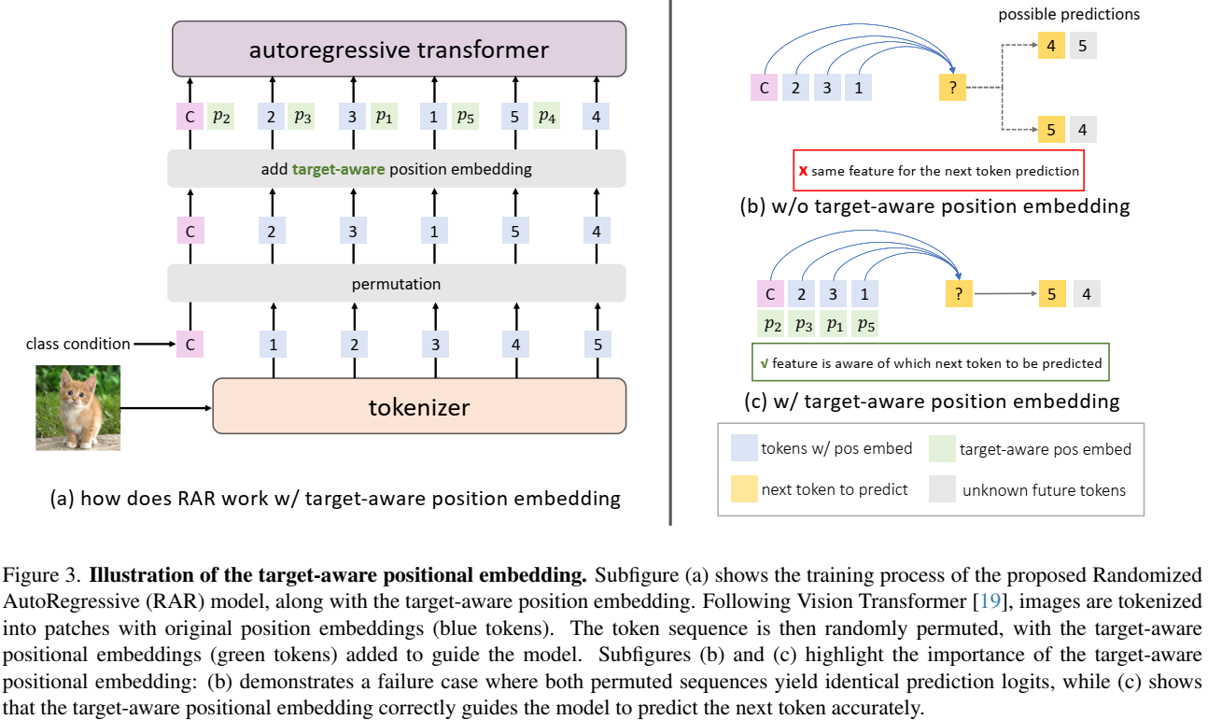 autoregressive transformer
C p₂ 2 p₃ 3 p₁ 1 p₅ 5 p₄ 4
add target-aware position embedding
C 2 3 1 5 4
permutation
class condition C 1 2 3 4 5
tokenizer
(a) how does RAR work w/ target-aware position embedding
possible predictions
4 5
C 2 3 1 ?
5 4
X same feature for the next token prediction
(b) w/o target-aware position embedding
C 2 3 1 ? 5 4
p₂ p₃ p₁ p₅
√ feature is aware of which next token to be predicted
(c) w/ target-aware position embedding
tokens w/ pos embed target-aware pos embed
next token to predict unknown future tokens
Figure 3. Illustration of the target-aware positional embedding. Subfigure (a) shows the training process of the proposed Randomized
AutoRegressive (RAR) model, along with the target-aware position embedding. Following Vision Transformer [19], images are tokenized
into patches with original position embeddings (blue tokens). The token sequence is then randomly permuted, with the target-aware
positional embeddings (green tokens) added to guide the model. Subfigures (b) and (c) highlight the importance of the target-aware
positional embedding: (b) demonstrates a failure case where both permuted sequences yield identical prediction logits, while (c) shows
that the target-aware positional embedding correctly guides the model to predict the next token accurately.